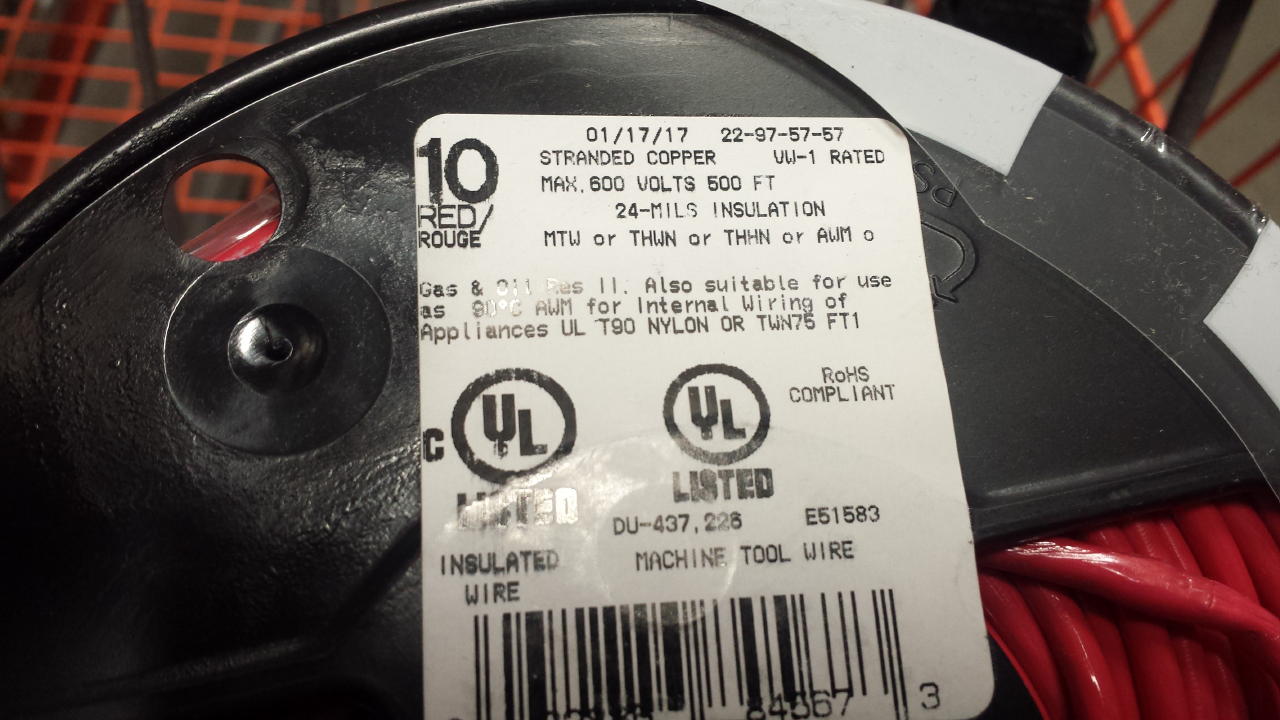 01/17/17 22-97-57-57
10 STRANDED COPPER VW-1 RATED
MAX.600 VOLTS 500 FT
RED/ 24-MILS INSULATION
ROUGE MTW or THWN or THHN or AWM o
Gas & Oil Res II. Also suitable for use
as 90°C AWM for Internal Wiring of
Appliances UL T90 NYLON OR TWN75 FT1
RoHS
COMPLIANT
C UL UL
LISTED LISTED
DU-437,226 E51583
INSULATED MACHINE TOOL WIRE
WIRE
84367 3
PS